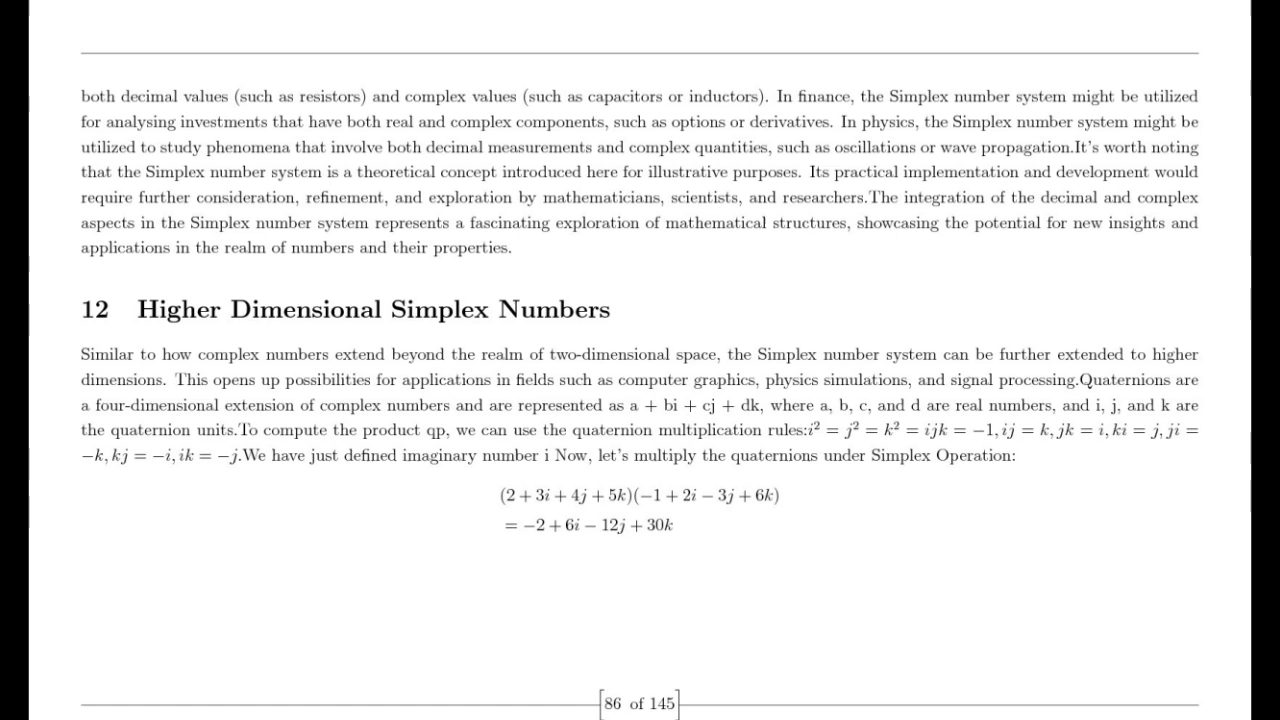 both decimal values (such as resistors) and complex values (such as capacitors or inductors). In finance, the Simplex number system might be utilized
for analysing investments that have both real and complex components, such as options or derivatives. In physics, the Simplex number system might be
utilized to study phenomena that involve both decimal measurements and complex quantities, such as oscillations or wave propagation.It's worth noting
that the Simplex number system is a theoretical concept introduced here for illustrative purposes. Its practical implementation and development would
require further consideration, refinement, and exploration by mathematicians, scientists, and researchers.The integration of the decimal and complex
aspects in the Simplex number system represents a fascinating exploration of mathematical structures, showcasing the potential for new insights and
applications in the realm of numbers and their properties.
12 Higher Dimensional Simplex Numbers
Similar to how complex numbers extend beyond the realm of two-dimensional space, the Simplex number system can be further extended to higher
dimensions. This opens up possibilities for applications in fields such as computer graphics, physics simulations, and signal processing.Quaternions are
a four-dimensional extension of complex numbers and are represented as a + bi + cj + dk, where a, b, c, and d are real numbers, and i, j, and k are
the quaternion units.To compute the product qp, we can use the quaternion multiplication rules:i² = j² = k² = ijk = −1, ij = k, jk = i, ki = j, ji =
−k, kj = −i, ik = −j.We have just defined imaginary number i Now, let's multiply the quaternions under Simplex Operation:
(2 + 3i + 4j + 5k)(−1 + 2i − 3j + 6k)
= −2 + 6i − 12j + 30k
86 of 145